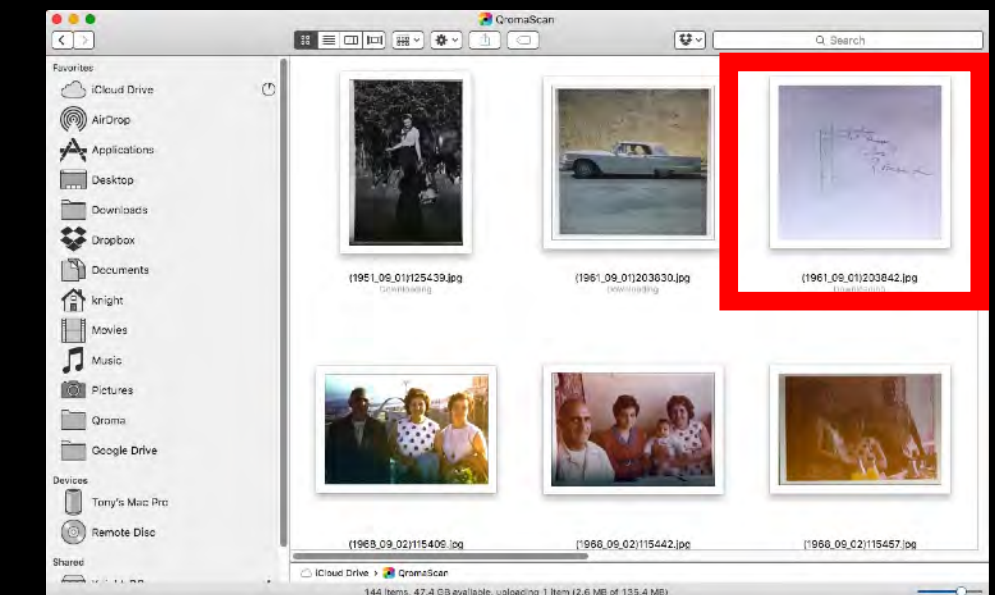 QromaScan
Search
Favorites
iCloud Drive
AirDrop
Applications
Desktop
Downloads
Dropbox
Documents
knight
Movies
Music
Pictures
Qroma
Google Drive
Devices
Tony's Mac Pro
Remote Disc
Shared
(1951_09_01)125439.jpg
Downloading
(1961_09_01)203830.jpg
Downloading
(1961_09_01)203842.jpg
Downloading
(1968_09_02)115409.jpg
(1968_09_02)115442.jpg
(1968_09_02)115457.jpg
iCloud Drive › QromaScan
144 items, 47.4 GB available, uploading 1 item (2.6 MB of 135.4 MB)